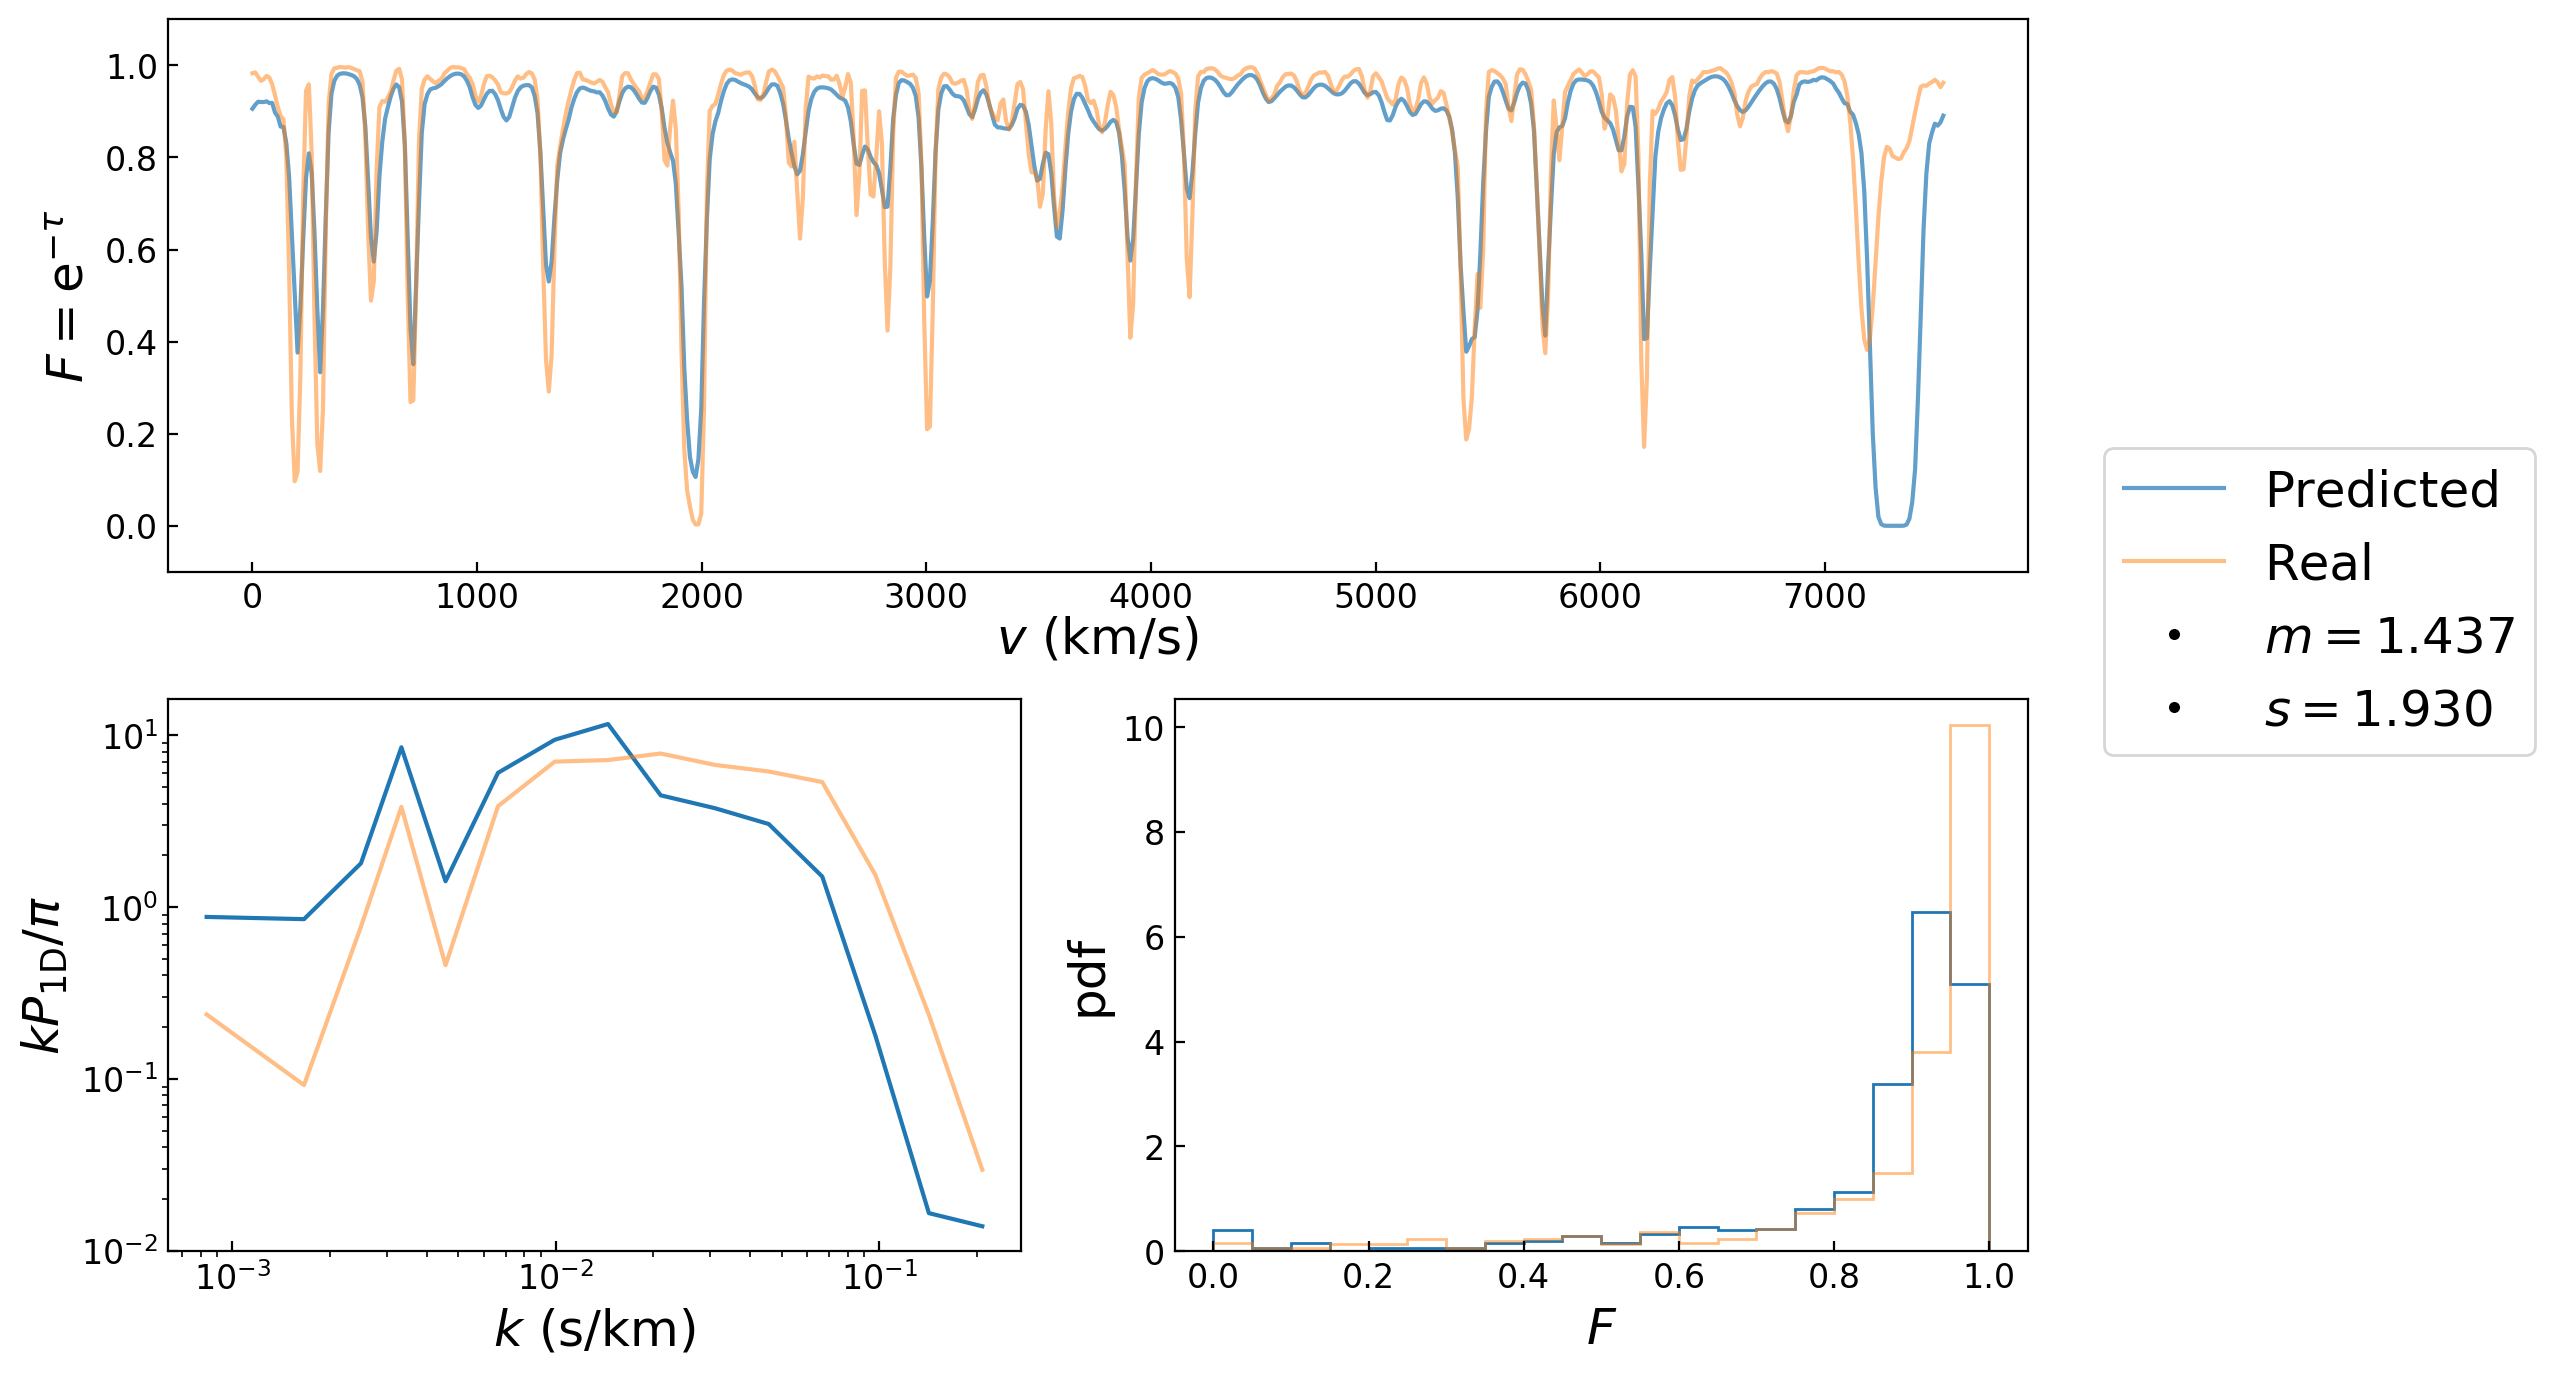 1.0
0.8
0.6
0.4
0.2
0.0
F = e^{-τ}
0 1000 2000 3000 4000 5000 6000 7000
v (km/s)
Predicted
Real
m = 1.437
s = 1.930
10^1
10^0
10^{-1}
10^{-2}
kP_{1D}/π
10^{-3} 10^{-2} 10^{-1}
k (s/km)
10
8
6
4
2
0
pdf
0.0 0.2 0.4 0.6 0.8 1.0
F